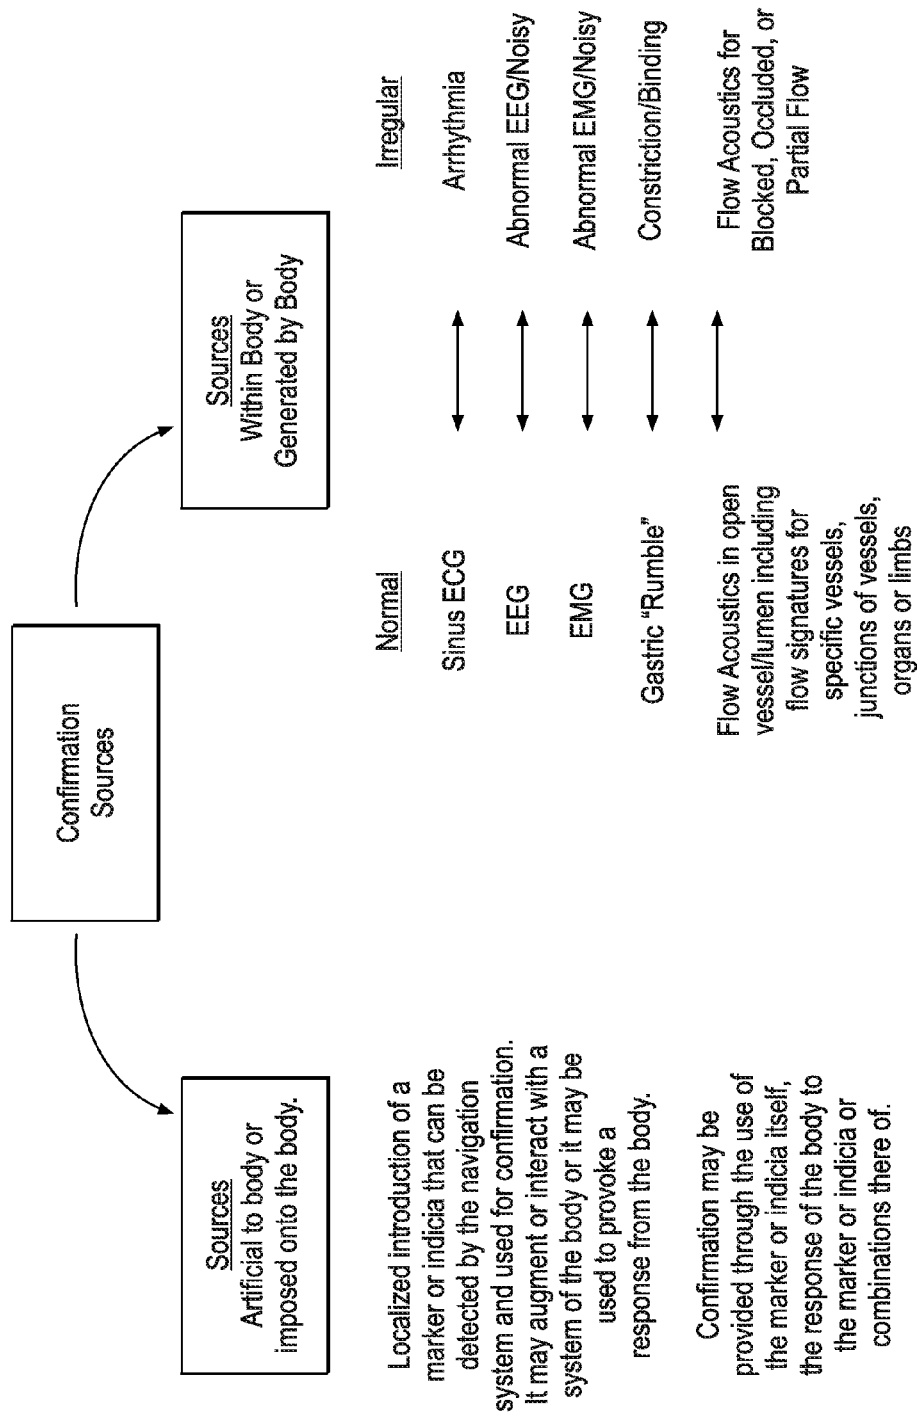 Confirmation
Sources
Sources
Artificial to body or
imposed onto the body.
Localized introduction of a
marker or indicia that can be
detected by the navigation
system and used for confirmation.
It may augment or interact with a
system of the body or it may be
used to provoke a
response from the body.
Confirmation may be
provided through the use of
the marker or indicia itself,
the response of the body to
the marker or indicia or
combinations there of.
Sources
Within Body or
Generated by Body
Normal
Irregular
Sinus ECG
Arrhythmia
EEG
Abnormal EEG/Noisy
EMG
Abnormal EMG/Noisy
Gastric "Rumble"
Constriction/Binding
Flow Acoustics in open
vessel/lumen including
flow signatures for
specific vessels,
junctions of vessels,
organs or limbs
Flow Acoustics for
Blocked, Occluded, or
Partial Flow